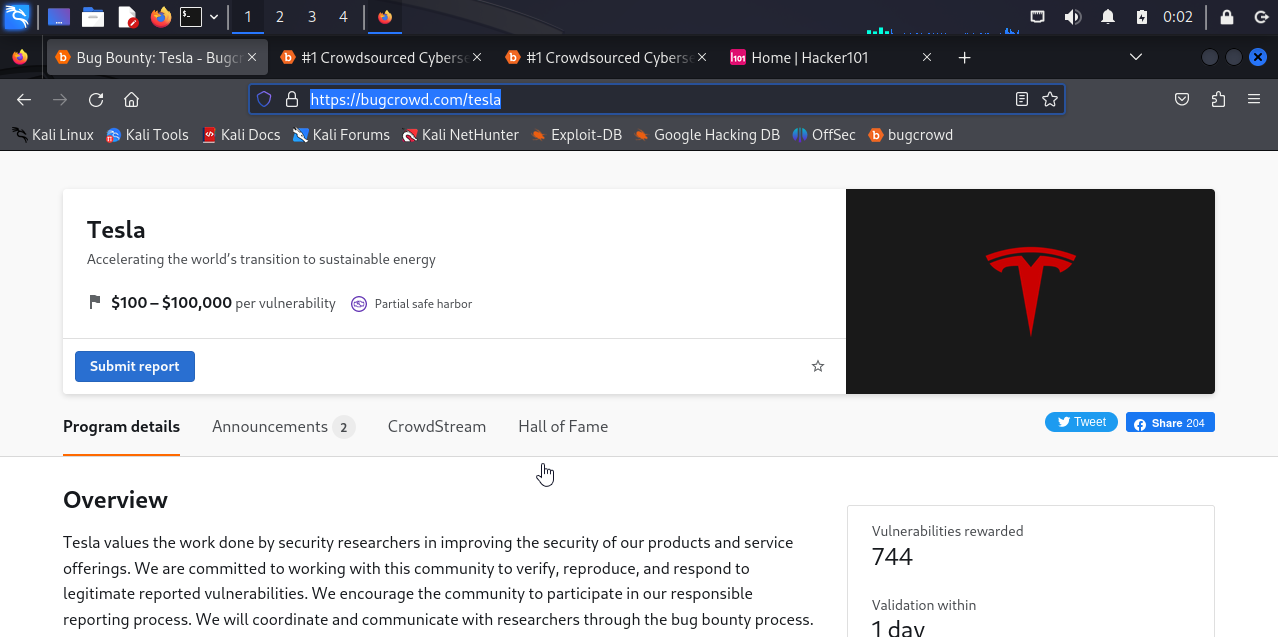 1 2 3 4 0:02
Bug Bounty: Tesla - Bugcr #1 Crowdsourced Cyberse #1 Crowdsourced Cyberse Home | Hacker101
https://bugcrowd.com/tesla
Kali Linux Kali Tools Kali Docs Kali Forums Kali NetHunter Exploit-DB Google Hacking DB OffSec bugcrowd
Tesla
Accelerating the world's transition to sustainable energy
$100 – $100,000 per vulnerability Partial safe harbor
Submit report
Program details Announcements 2 CrowdStream Hall of Fame Tweet Share 204
Overview
Tesla values the work done by security researchers in improving the security of our products and service
offerings. We are committed to working with this community to verify, reproduce, and respond to
legitimate reported vulnerabilities. We encourage the community to participate in our responsible
reporting process. We will coordinate and communicate with researchers through the bug bounty process.
Vulnerabilities rewarded
744
Validation within
1 day